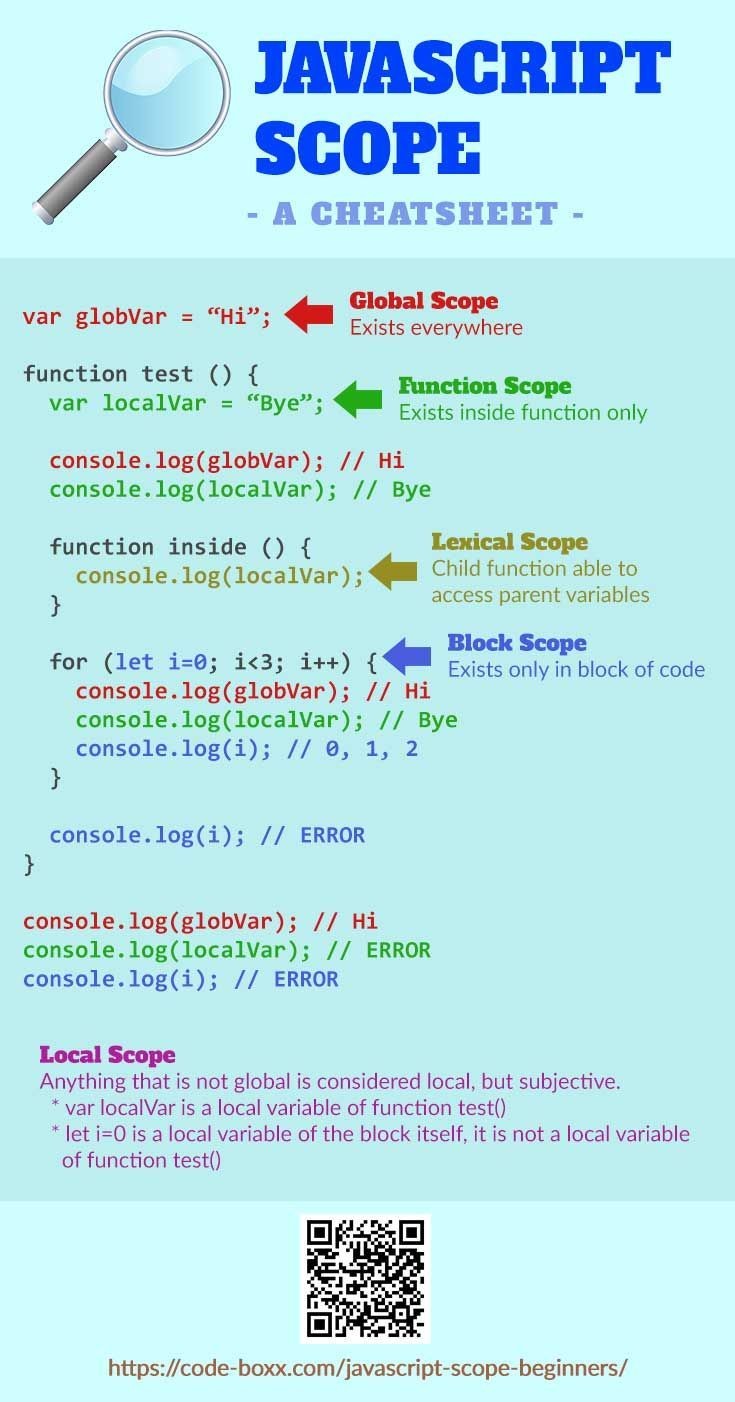 JAVASCRIPT
SCOPE
- A CHEATSHEET -
var globVar = “Hi”;
Global Scope
Exists everywhere
function test () {
var localVar = “Bye”;
Function Scope
Exists inside function only
console.log(globVar); // Hi
console.log(localVar); // Bye
function inside () {
console.log(localVar);
Lexical Scope
Child function able to
access parent variables
}
for (let i=0; i<3; i++) {
Block Scope
Exists only in block of code
console.log(globVar); // Hi
console.log(localVar); // Bye
console.log(i); // 0, 1, 2
}
console.log(i); // ERROR
}
console.log(globVar); // Hi
console.log(localVar); // ERROR
console.log(i); // ERROR
Local Scope
Anything that is not global is considered local, but subjective.
* var localVar is a local variable of function test()
* let i=0 is a local variable of the block itself, it is not a local variable
of function test()
https://code-boxx.com/javascript-scope-beginners/